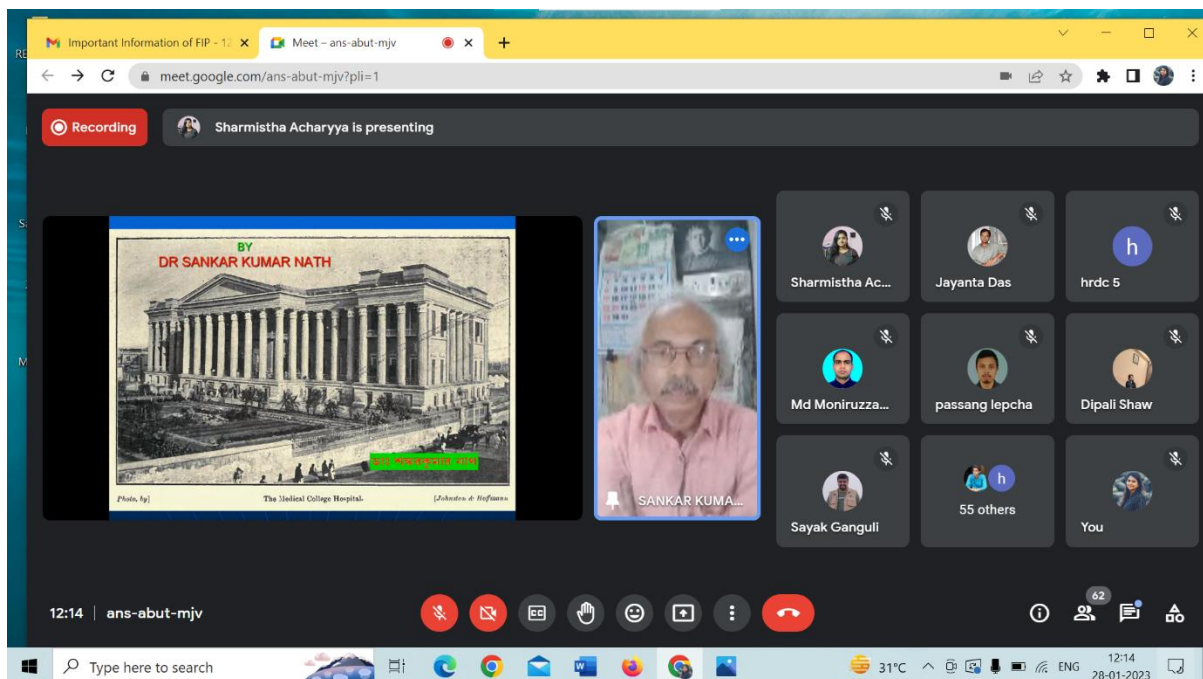 Important Information of FIP - 12
Meet – ans-abut-mjv
meet.google.com/ans-abut-mjv?pli=1
Recording
Sharmistha Acharyya is presenting
BY
DR SANKAR KUMAR NATH
ডাঃ শঙ্করকুমার নাথ
Photo, by]
The Medical College Hospital.
[Johnston & Hofmann
SANKAR KUMA...
Sharmistha Ac...
Jayanta Das
h
hrdc 5
Md Moniruzza...
passang lepcha
Dipali Shaw
Sayak Ganguli
h
55 others
You
12:14 | ans-abut-mjv
62
Type here to search
31°C
ENG
12:14
28-01-2023